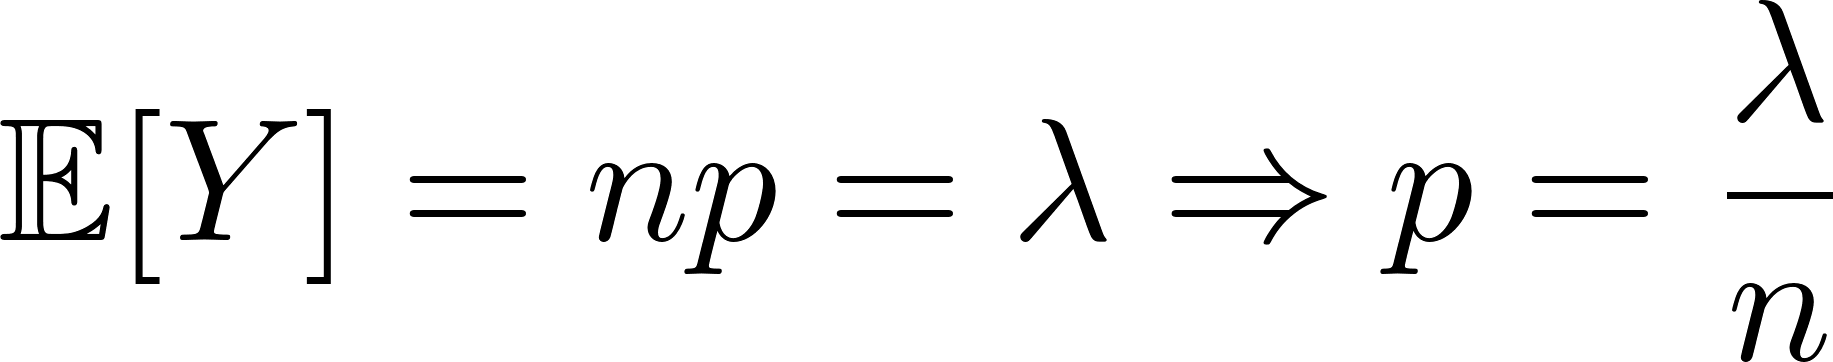 𝔼[Y] = np = λ ⇒ p = λ/n